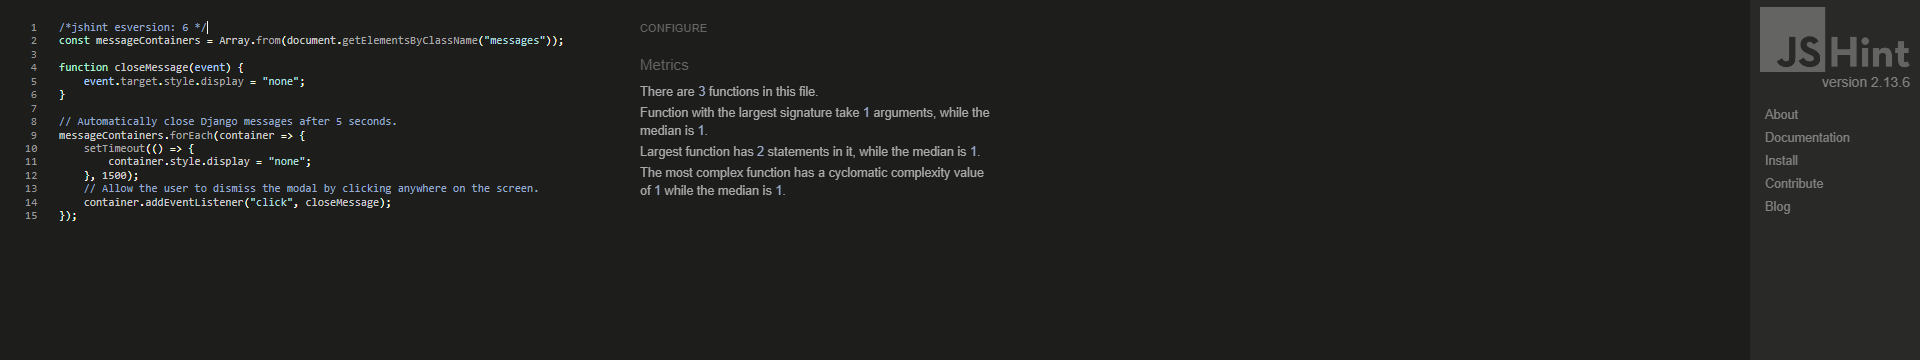 1 /*jshint esversion: 6 */
2 const messageContainers = Array.from(document.getElementsByClassName("messages"));
3
4 function closeMessage(event) {
5     event.target.style.display = "none";
6 }
7
8 // Automatically close Django messages after 5 seconds.
9 messageContainers.forEach(container => {
10     setTimeout(() => {
11         container.style.display = "none";
12     }, 1500);
13     // Allow the user to dismiss the modal by clicking anywhere on the screen.
14     container.addEventListener("click", closeMessage);
15 });
CONFIGURE
Metrics
There are 3 functions in this file.
Function with the largest signature take 1 arguments, while the
median is 1.
Largest function has 2 statements in it, while the median is 1.
The most complex function has a cyclomatic complexity value
of 1 while the median is 1.
JSHint
version 2.13.6
About
Documentation
Install
Contribute
Blog